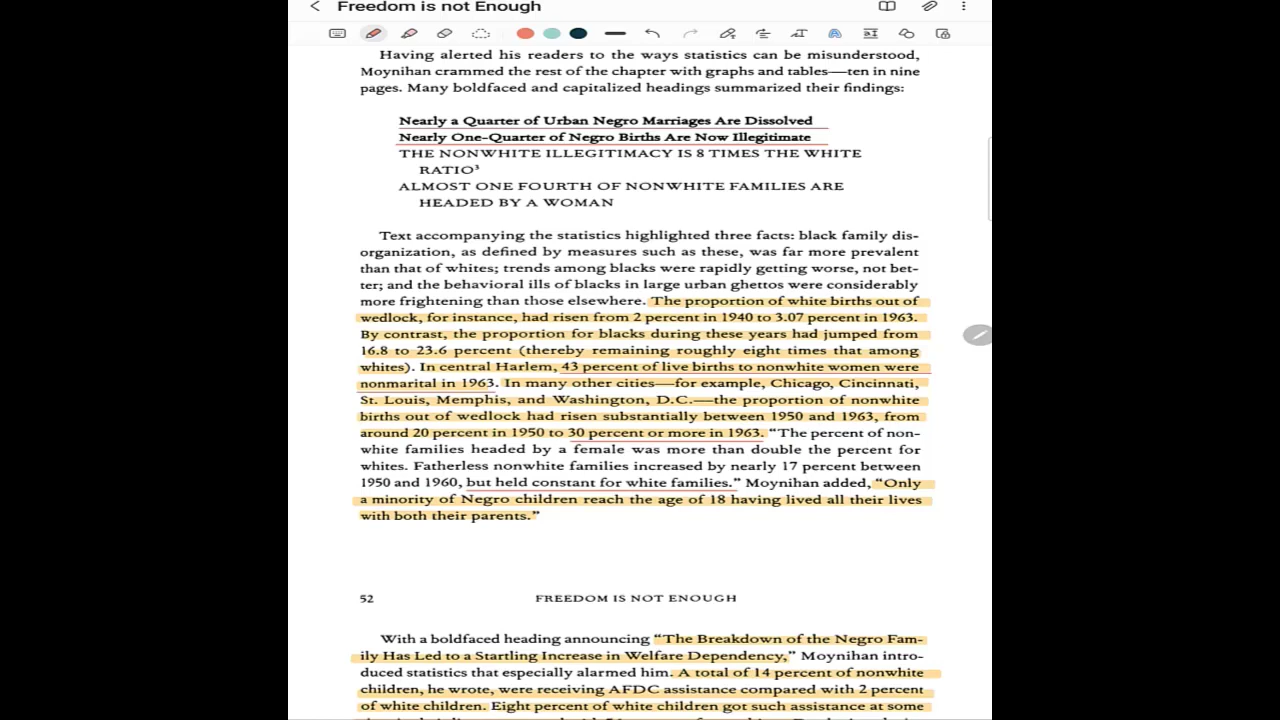 Freedom is not Enough
Having alerted his readers to the ways statistics can be misunderstood,
Moynihan crammed the rest of the chapter with graphs and tables—ten in nine
pages. Many boldfaced and capitalized headings summarized their findings:
Nearly a Quarter of Urban Negro Marriages Are Dissolved
Nearly One-Quarter of Negro Births Are Now Illegitimate
THE NONWHITE ILLEGITIMACY IS 8 TIMES THE WHITE
RATIO³
ALMOST ONE FOURTH OF NONWHITE FAMILIES ARE
HEADED BY A WOMAN
Text accompanying the statistics highlighted three facts: black family dis-
organization, as defined by measures such as these, was far more prevalent
than that of whites; trends among blacks were rapidly getting worse, not bet-
ter; and the behavioral ills of blacks in large urban ghettos were considerably
more frightening than those elsewhere. The proportion of white births out of
wedlock, for instance, had risen from 2 percent in 1940 to 3.07 percent in 1963.
By contrast, the proportion for blacks during these years had jumped from
16.8 to 23.6 percent (thereby remaining roughly eight times that among
whites). In central Harlem, 43 percent of live births to nonwhite women were
nonmarital in 1963. In many other cities—for example, Chicago, Cincinnati,
St. Louis, Memphis, and Washington, D.C.—the proportion of nonwhite
births out of wedlock had risen substantially between 1950 and 1963, from
around 20 percent in 1950 to 30 percent or more in 1963. “The percent of non-
white families headed by a female was more than double the percent for
whites. Fatherless nonwhite families increased by nearly 17 percent between
1950 and 1960, but held constant for white families.” Moynihan added, “Only
a minority of Negro children reach the age of 18 having lived all their lives
with both their parents.”
52 FREEDOM IS NOT ENOUGH
With a boldfaced heading announcing “The Breakdown of the Negro Fam-
ily Has Led to a Startling Increase in Welfare Dependency,” Moynihan intro-
duced statistics that especially alarmed him. A total of 14 percent of nonwhite
children, he wrote, were receiving AFDC assistance compared with 2 percent
of white children. Eight percent of white children got such assistance at some